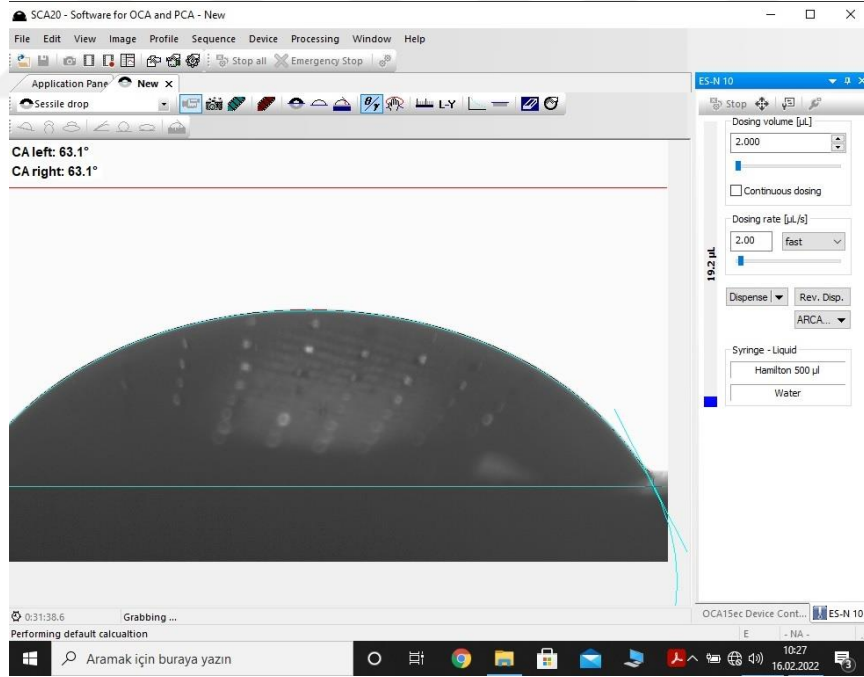 SCA20 - Software for OCA and PCA - New
File Edit View Image Profile Sequence Device Processing Window Help
Stop all Emergency Stop
Application Pane New
ES-N 10
Sessile drop
L-Y
Stop
CA left: 63.1°
CA right: 63.1°
Dosing volume [µL]
2.000
Continuous dosing
Dosing rate [µL/s]
2.00 fast
19.2 µL
Dispense Rev. Disp.
ARCA...
Syringe - Liquid
Hamilton 500 µl
Water
0:31:38.6 Grabbing ...
OCA15ec Device Cont... ES-N 10
Performing default calcualtion
E - NA -
Aramak için buraya yazın
10:27
16.02.2022
3